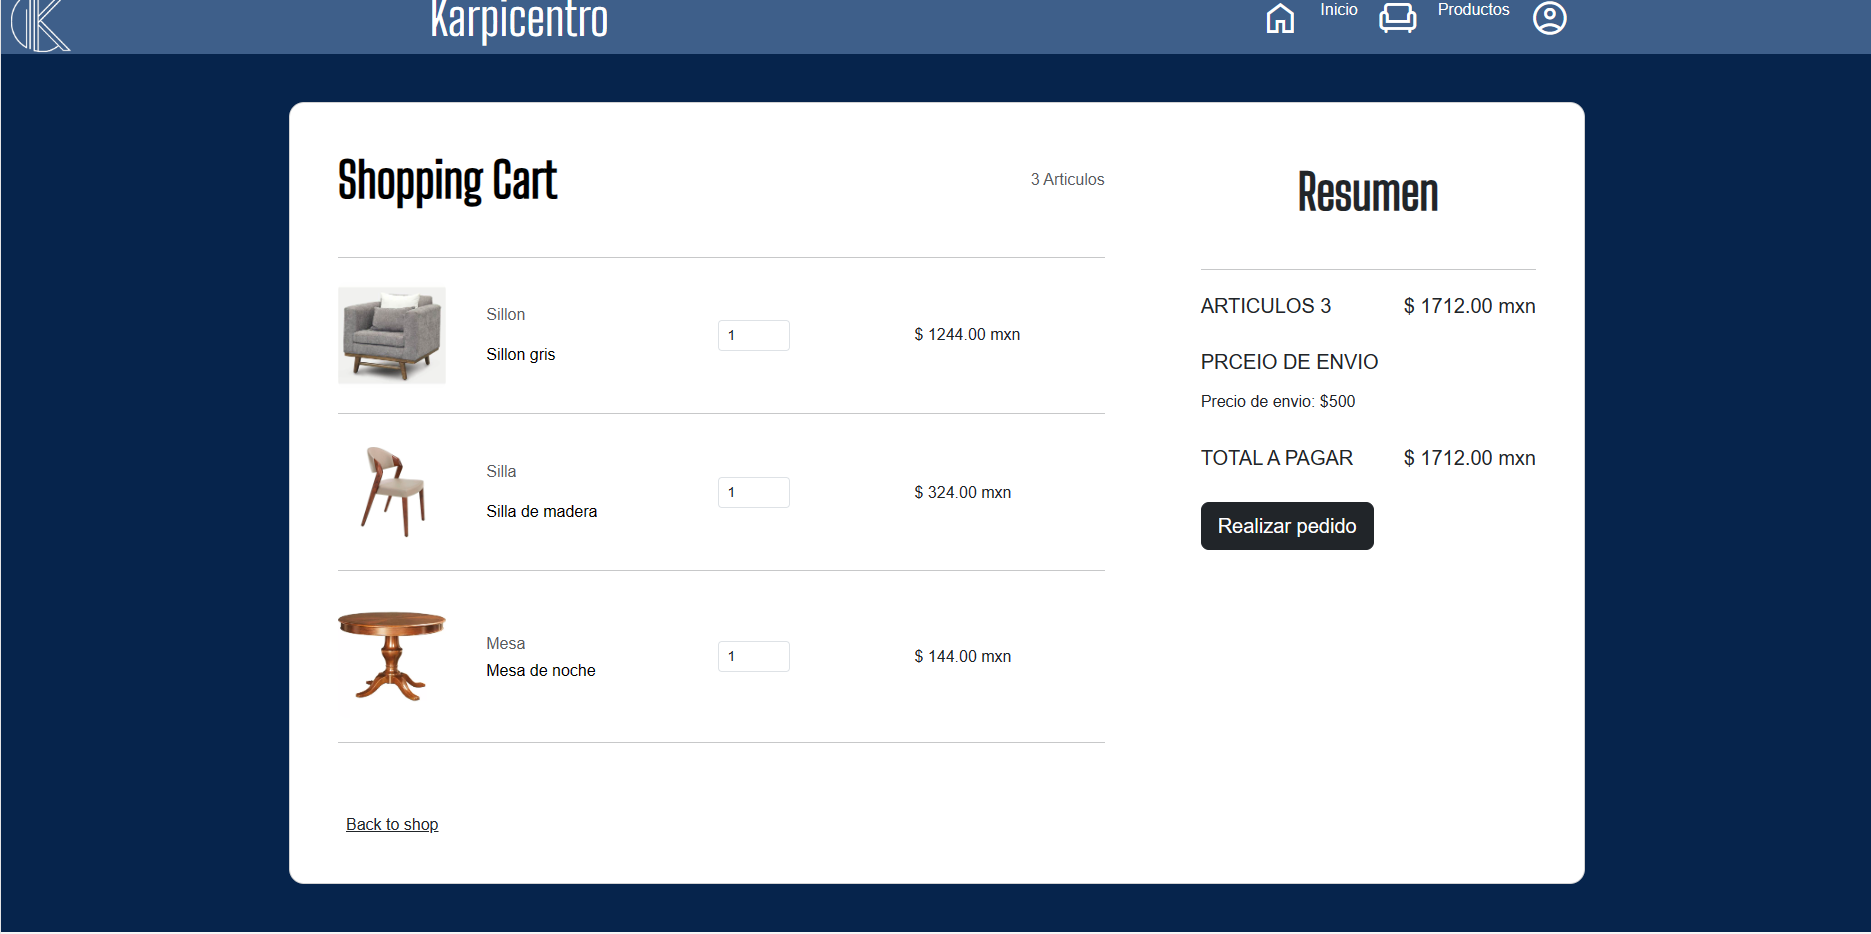 Karpicentro
Inicio
Productos
Shopping Cart
3 Articulos
Sillon
Sillon gris
1
$ 1244.00 mxn
Silla
Silla de madera
1
$ 324.00 mxn
Mesa
Mesa de noche
1
$ 144.00 mxn
Back to shop
Resumen
ARTICULOS 3 $ 1712.00 mxn
PRCEIO DE ENVIO
Precio de envio: $500
TOTAL A PAGAR $ 1712.00 mxn
Realizar pedido